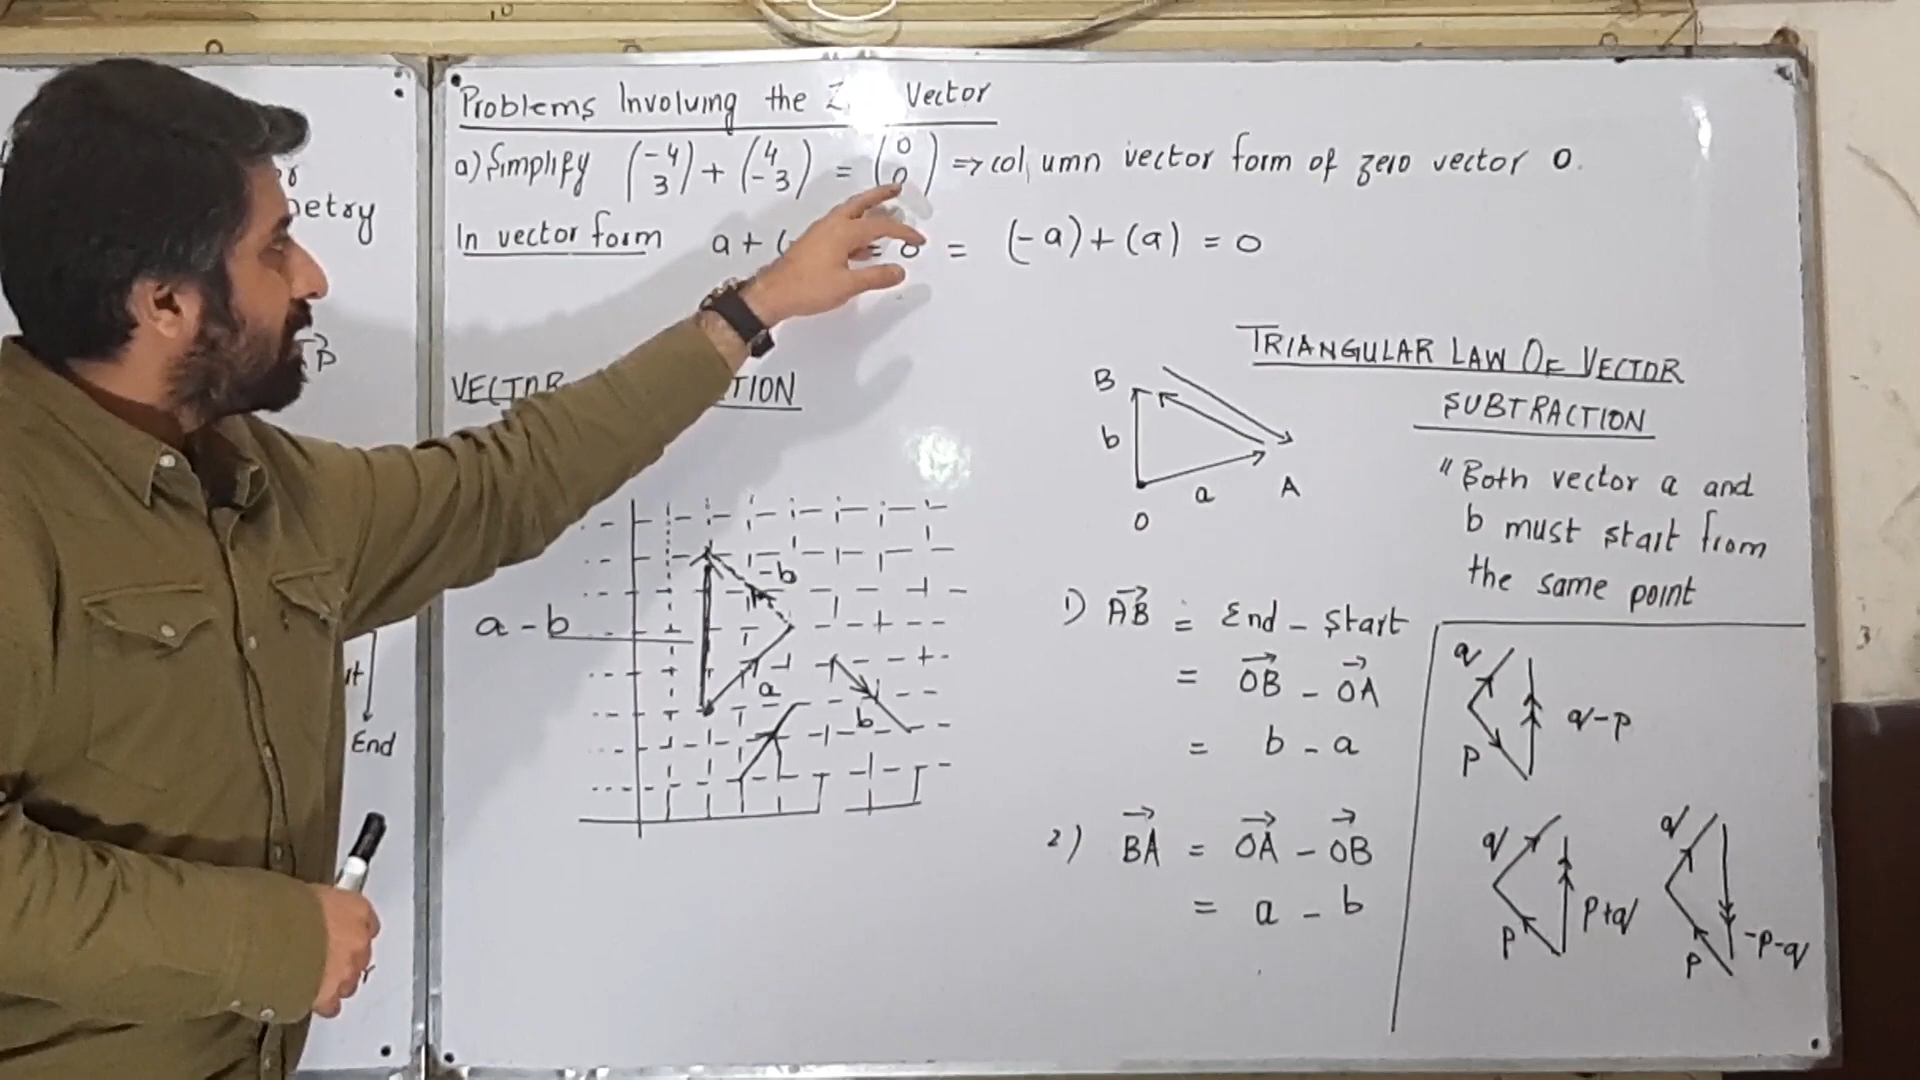 Problems Involving the Vector
a) Simplify (-4 3) + (4 -3) = (0 0) => column vector form of zero vector 0.
In vector form a + ( = 0 = (-a) + (a) = 0
etry
TRIANGULAR LAW OF VECTOR
SUBTRACTION
"Both vector a and
b must start from
the same point
B
b
a
A
O
-b
a - b
a
b
1) AB = End - Start
= OB - OA
= b - a
2) BA = OA - OB
= a - b
q
p
q-p
q
p
p+q
q
p
-p-q
End